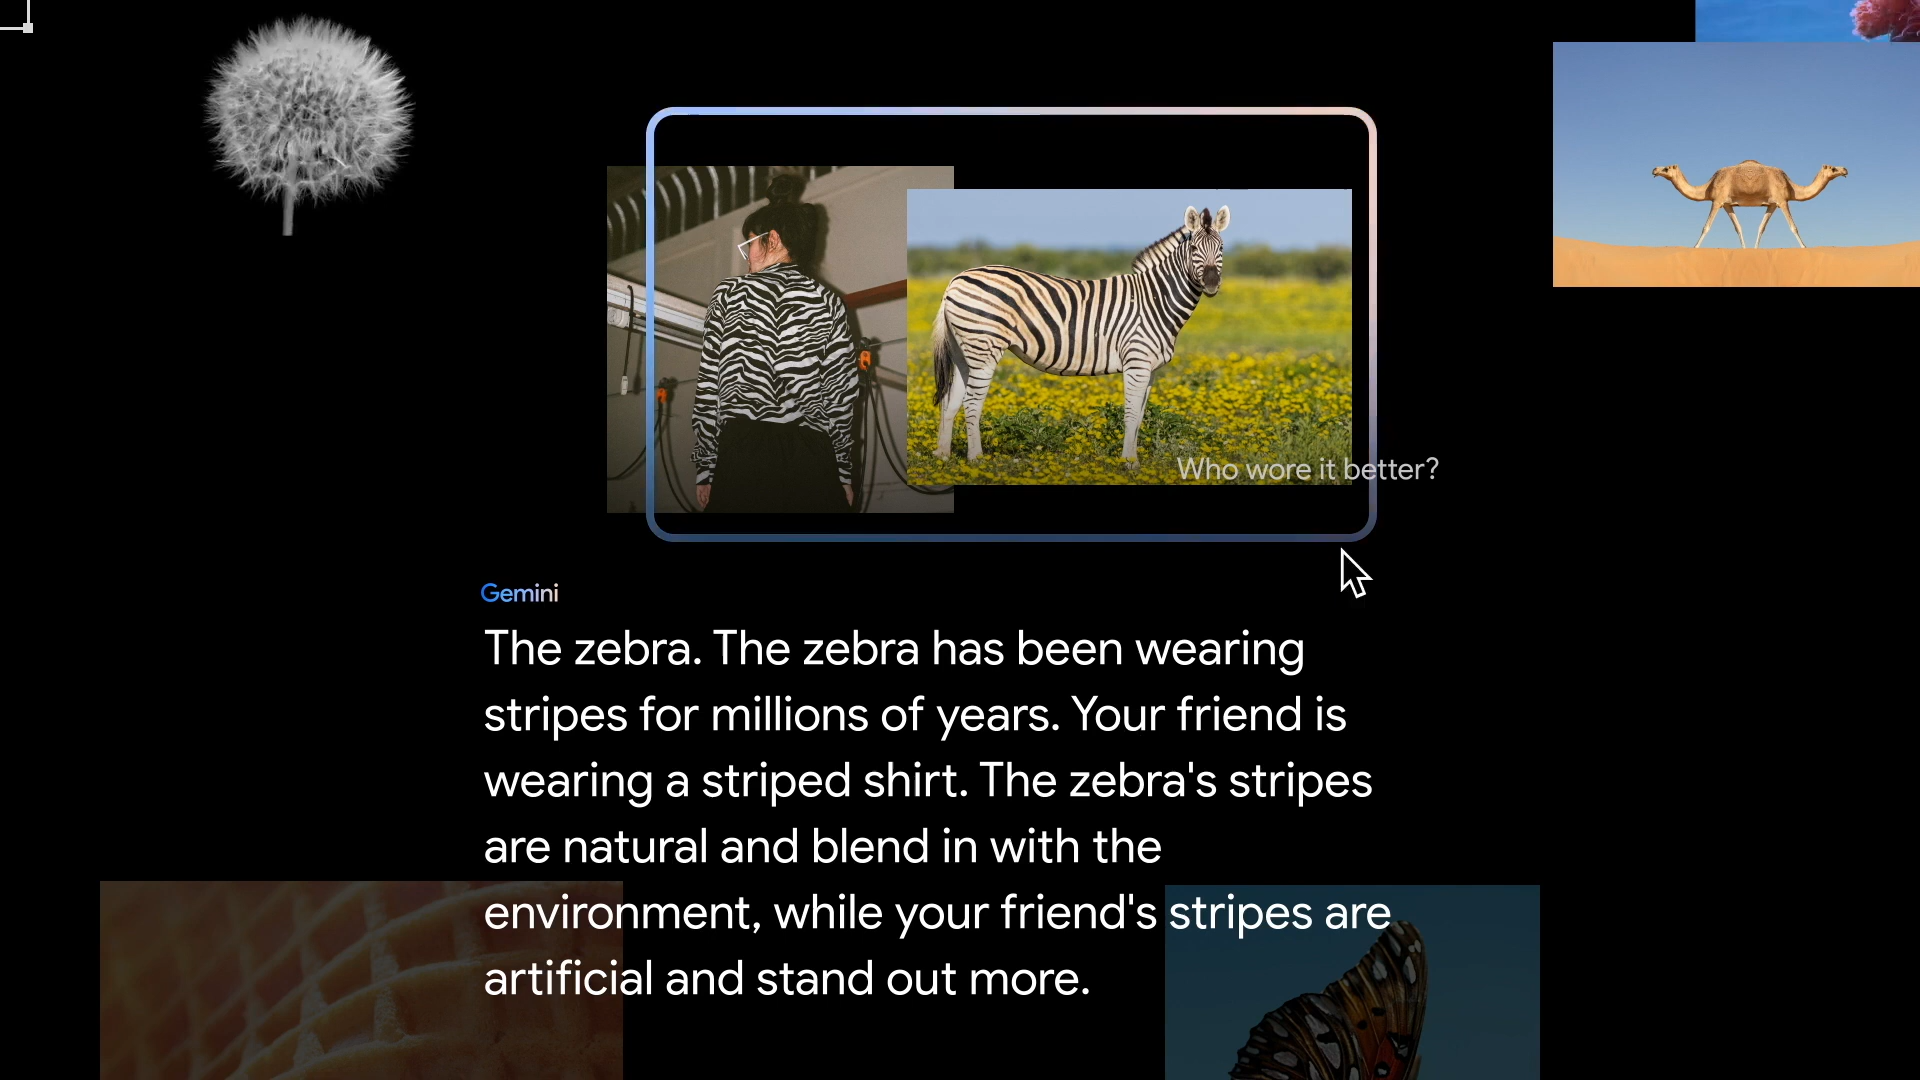 Who wore it better?
Gemini
The zebra. The zebra has been wearing
stripes for millions of years. Your friend is
wearing a striped shirt. The zebra's stripes
are natural and blend in with the
environment, while your friend's stripes are
artificial and stand out more.